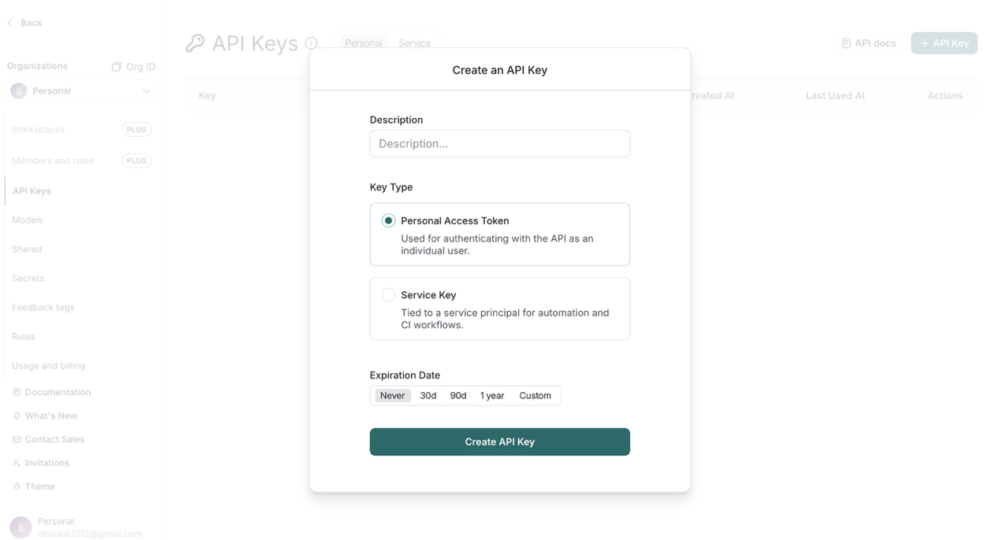 Back
API Keys
Personal
Service
API docs
+ API Key
Organizations
Org ID
Personal
Key
reated At
Last Used At
Actions
Workspaces
PLUS
Members and roles
PLUS
API Keys
Models
Shared
Secrets
Feedback tags
Rules
Usage and billing
Documentation
What's New
Contact Sales
Invitations
Theme
Personal
chunkai1312@gmail.com
Create an API Key
Description
Description...
Key Type
Personal Access Token
Used for authenticating with the API as an
individual user.
Service Key
Tied to a service principal for automation and
CI workflows.
Expiration Date
Never 30d 90d 1 year Custom
Create API Key